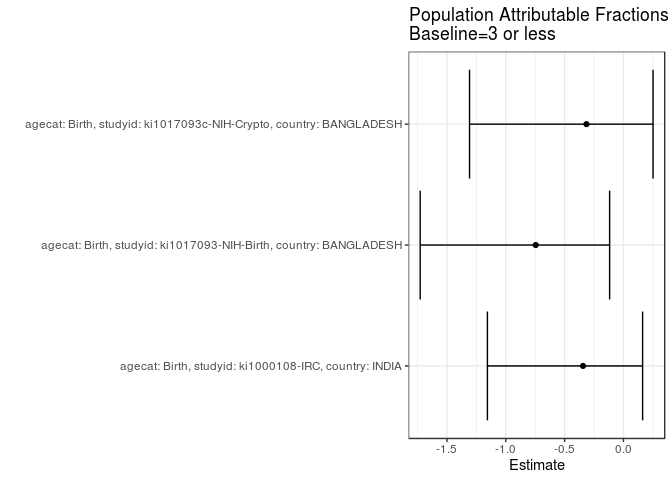 Population Attributable Fractions
Baseline=3 or less
agecat: Birth, studyid: ki1017093c-NIH-Crypto, country: BANGLADESH
agecat: Birth, studyid: ki1017093-NIH-Birth, country: BANGLADESH
agecat: Birth, studyid: ki1000108-IRC, country: INDIA
-1.5 -1.0 -0.5 0.0
Estimate